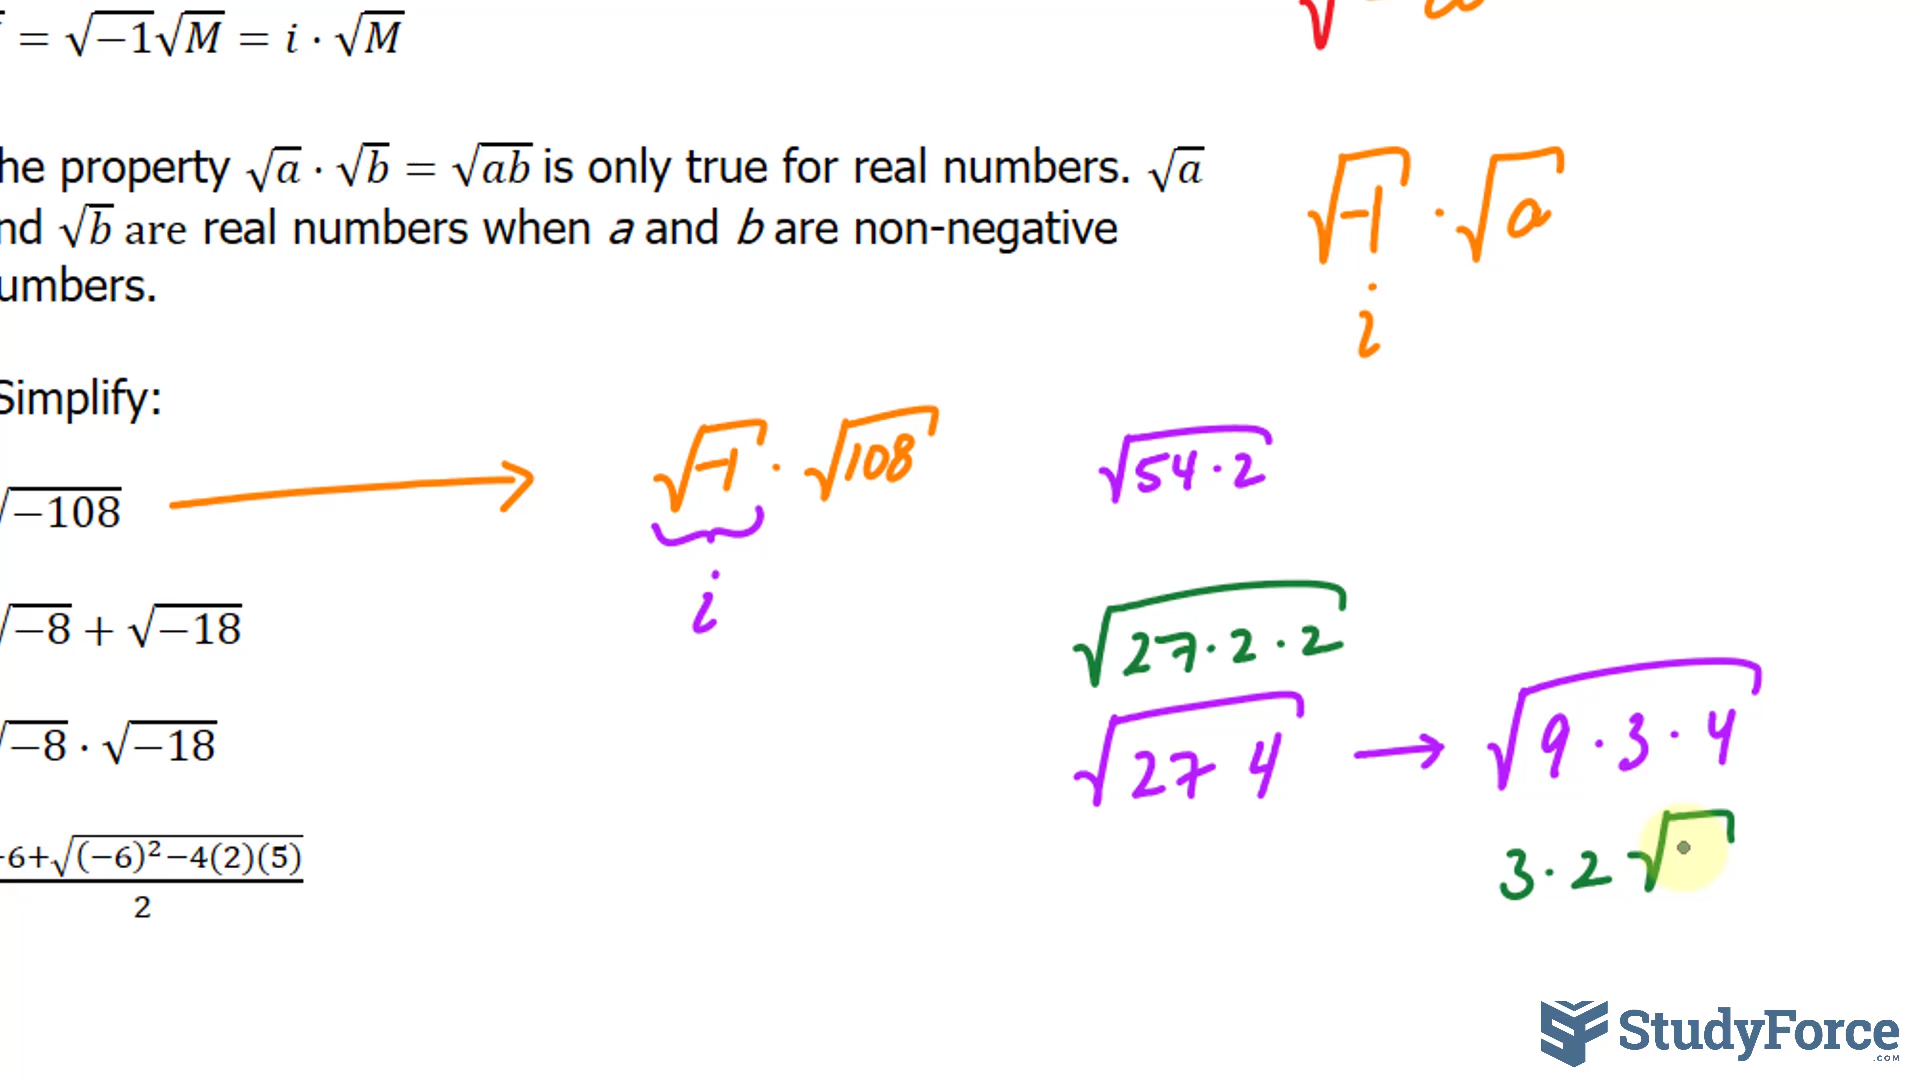 = √−1√M = i · √M
he property √a · √b = √ab is only true for real numbers. √a
nd √b are real numbers when a and b are non-negative
umbers.
√-1 · √a
i
Simplify:
√−108
√-1 · √108
i
√54 · 2
√−8 + √−18
√27 · 2 · 2
√−8 · √−18
√27 4 → √9 · 3 · 4
3 · 2 √
-6+√(−6)²−4(2)(5)
2
StudyForce
.COM